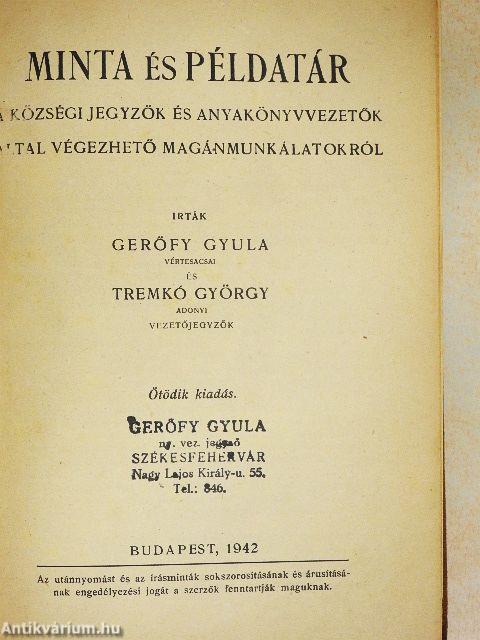 MINTA ÉS PÉLDATÁR
A KÖZSÉGI JEGYZŐK ÉS ANYAKÖNYVVEZETŐK
ÁLTAL VÉGEZHETŐ MAGÁNMUNKÁLATOKRÓL
IRTÁK
GERŐFY GYULA
VÉRTESACSAI
ÉS
TREMKÓ GYÖRGY
ADONYI
VEZETŐJEGYZŐK
Ötödik kiadás.
GERŐFY GYULA
ny. vez. jegyző
SZÉKESFEHÉRVÁR
Nagy Lajos Király-u. 55.
Tel.: 846.
BUDAPEST, 1942
Az utánnyomást és az írásminták sokszorosításának és árusításá-
nak engedélyezési jogát a szerzők fenntartják maguknak.
Antikvárium.hu